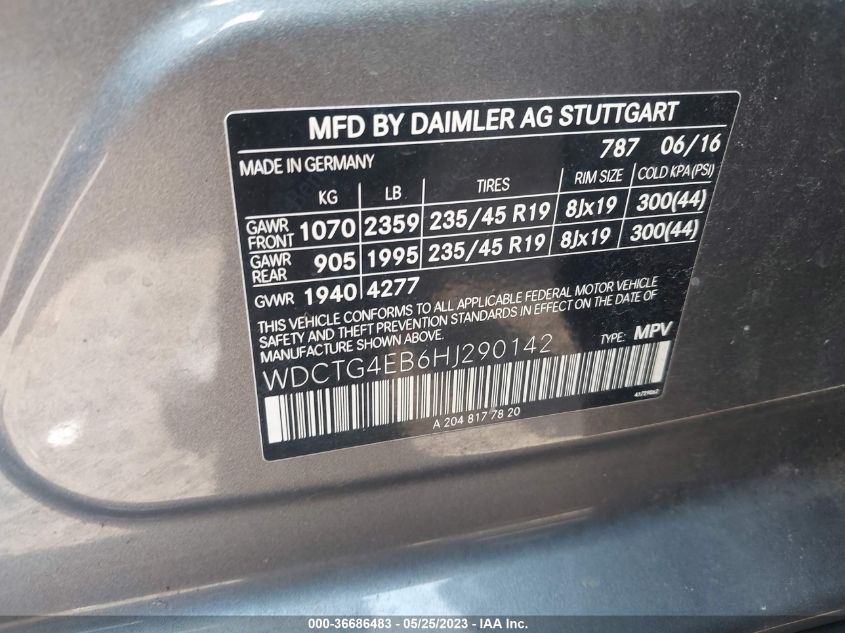 MFD BY DAIMLER AG STUTTGART
MADE IN GERMANY 787 06/16
KG LB TIRES RIM SIZE COLD KPA(PSI)
GAWR FRONT 1070 2359 235/45 R19 8Jx19 300(44)
GAWR REAR 905 1995 235/45 R19 8Jx19 300(44)
GVWR 1940 4277
THIS VEHICLE CONFORMS TO ALL APPLICABLE FEDERAL MOTOR VEHICLE
SAFETY AND THEFT PREVENTION STANDARDS IN EFFECT ON THE DATE OF
MANUFACTURE SHOWN ABOVE.
TYPE: MPV
WDCTG4EB6HJ290142
A 204 817 78 20
000-36686483 - 05/25/2023 - IAA Inc.